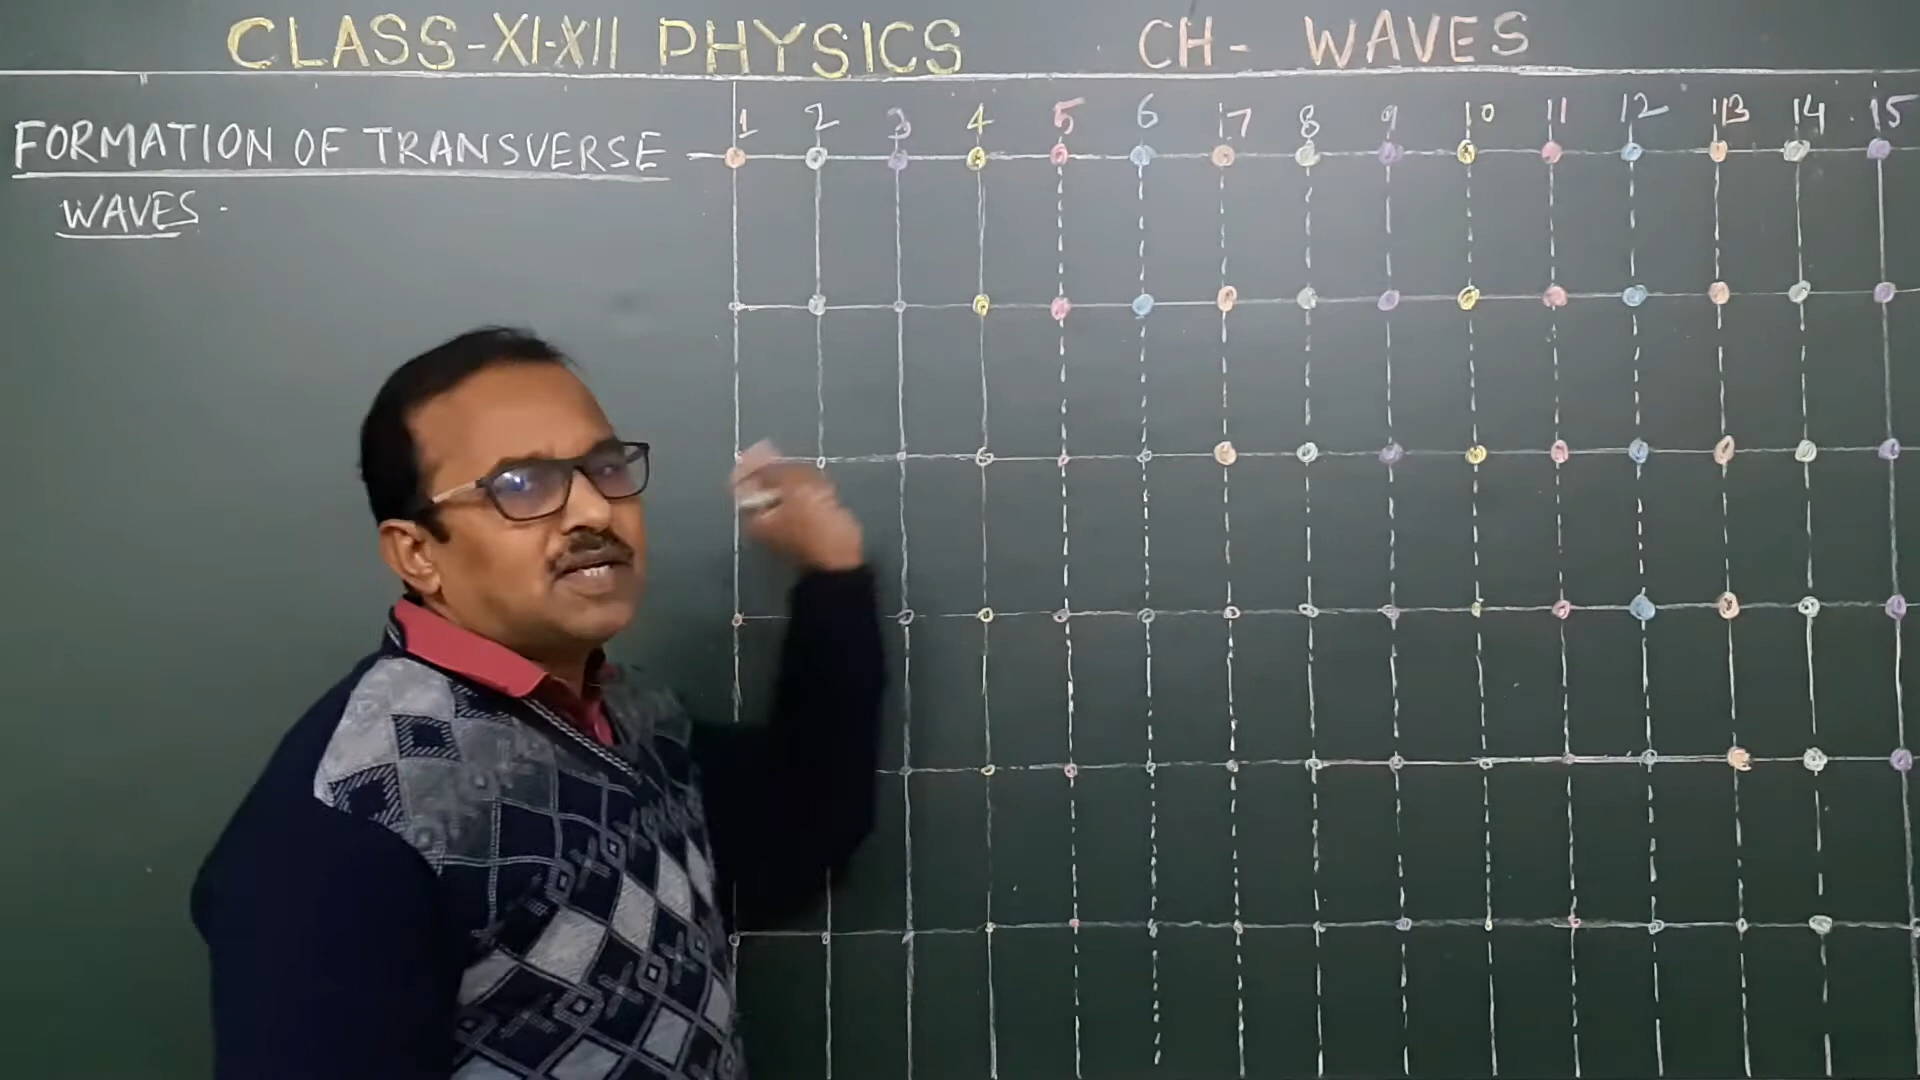 CLASS-XI-XII PHYSICS CH- WAVES
FORMATION OF TRANSVERSE
WAVES.
1 2 3 4 5 6 7 8 9 10 11 12 13 14 15